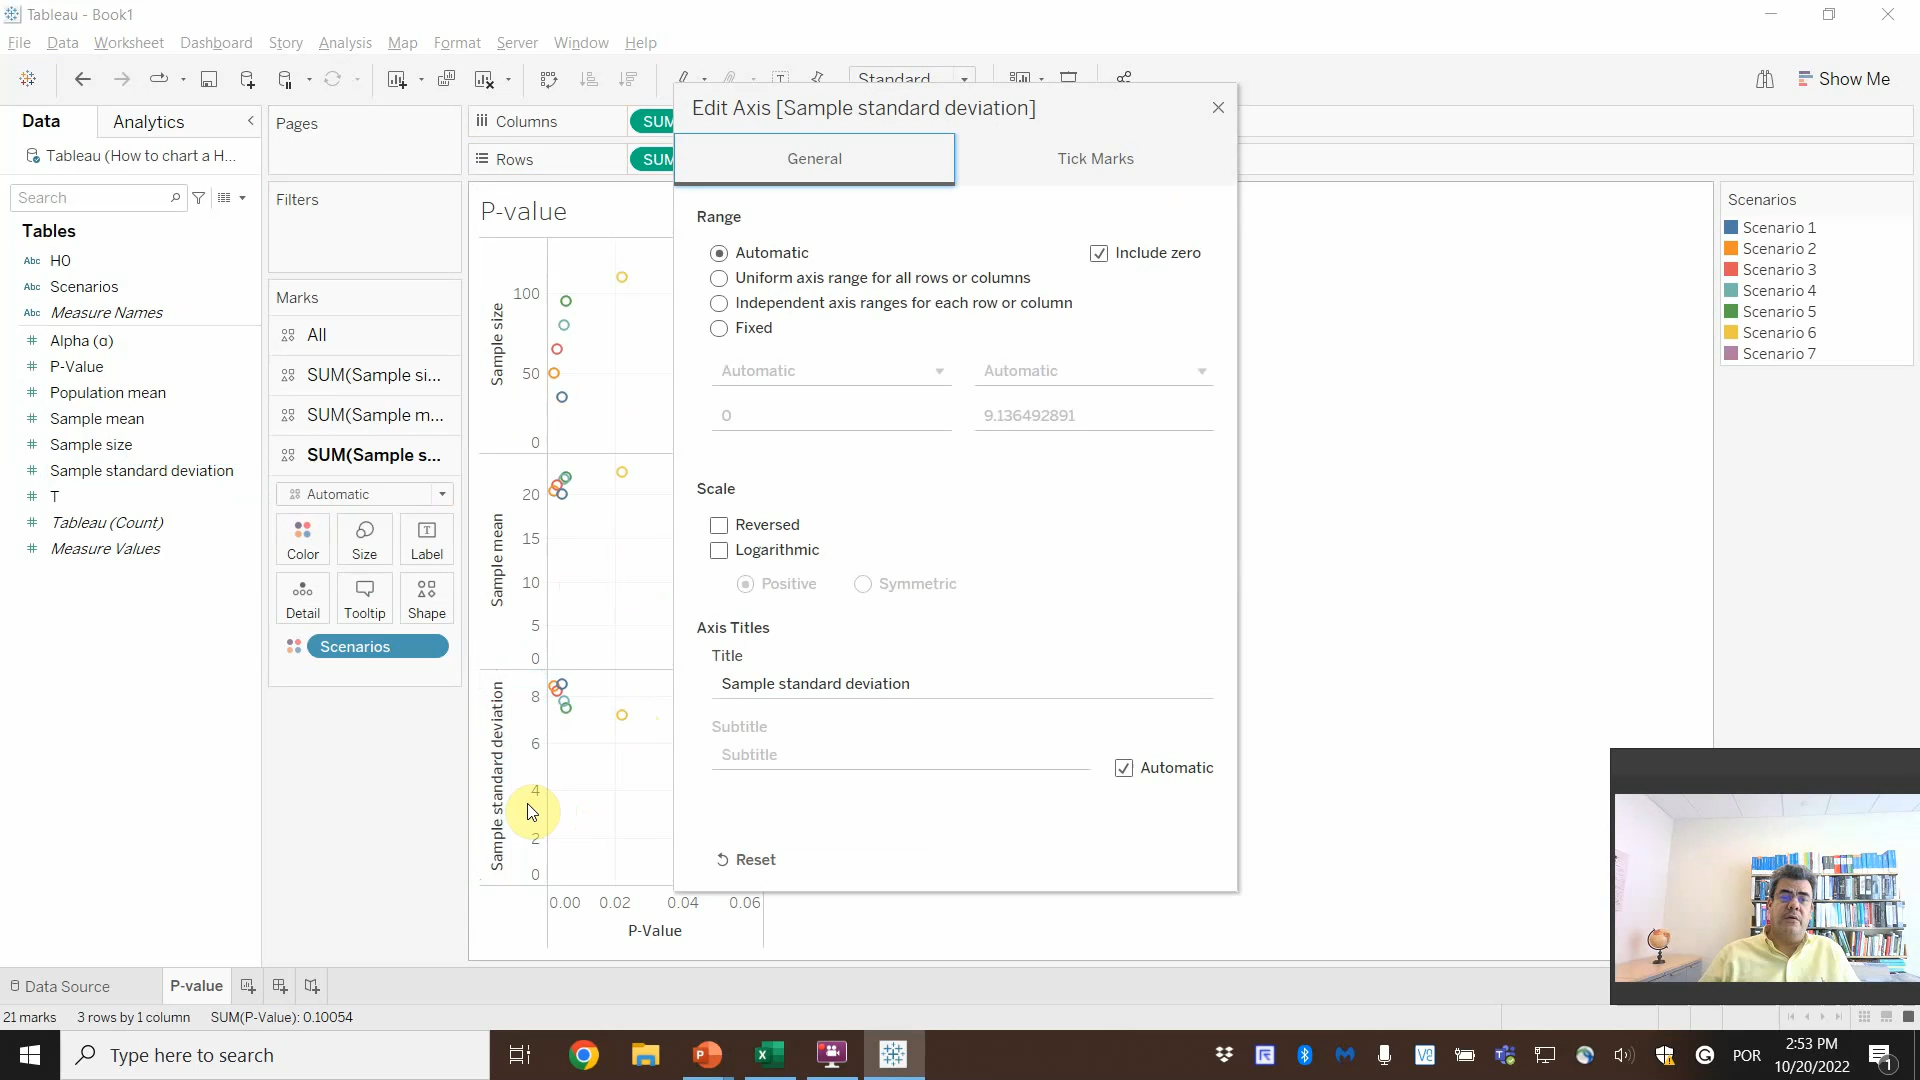 Tableau - Book1
File Data Worksheet Dashboard Story Analysis Map Format Server Window Help
Standard
Show Me
Data
Analytics
Tableau (How to chart a H...
Search
Tables
Abc H0
Abc Scenarios
Abc Measure Names
# Alpha (α)
# P-Value
# Population mean
# Sample mean
# Sample size
# Sample standard deviation
# T
# Tableau (Count)
# Measure Values
Pages
Filters
Marks
All
SUM(Sample si...
SUM(Sample m...
SUM(Sample s...
Automatic
Color
Size
Label
Detail
Tooltip
Shape
Scenarios
Columns
SUM
Rows
SUM
P-value
Sample size
100
50
0
Sample mean
20
15
10
5
0
Sample standard deviation
8
6
4
2
0
0.00 0.02 0.04 0.06
P-Value
Edit Axis [Sample standard deviation]
General
Tick Marks
Range
Automatic
Include zero
Uniform axis range for all rows or columns
Independent axis ranges for each row or column
Fixed
Automatic
Automatic
0
9.136492891
Scale
Reversed
Logarithmic
Positive
Symmetric
Axis Titles
Title
Sample standard deviation
Subtitle
Subtitle
Automatic
Reset
Scenarios
Scenario 1
Scenario 2
Scenario 3
Scenario 4
Scenario 5
Scenario 6
Scenario 7
Data Source
P-value
21 marks 3 rows by 1 column SUM(P-Value): 0.10054
Type here to search
POR
2:53 PM
10/20/2022
1